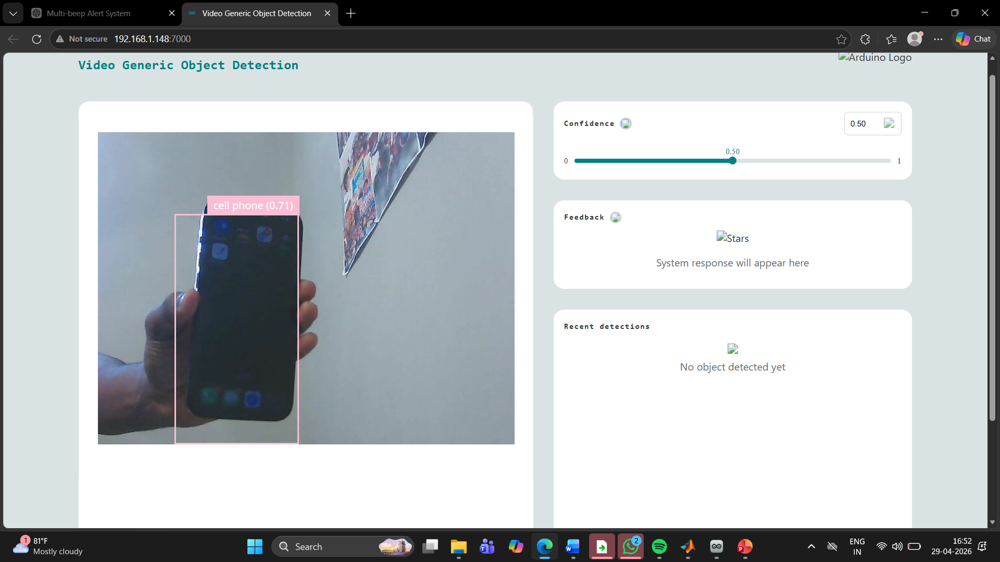 Multi-beep Alert System
Video Generic Object Detection
Not secure 192.168.1.148:7000
Chat
Video Generic Object Detection
Arduino Logo
cell phone (0.71)
Confidence
0.50
0.50
0 1
Feedback
Stars
System response will appear here
Recent detections
No object detected yet
1
81°F
Mostly cloudy
Search
T
W
2
P
ENG
IN
16:52
29-04-2026